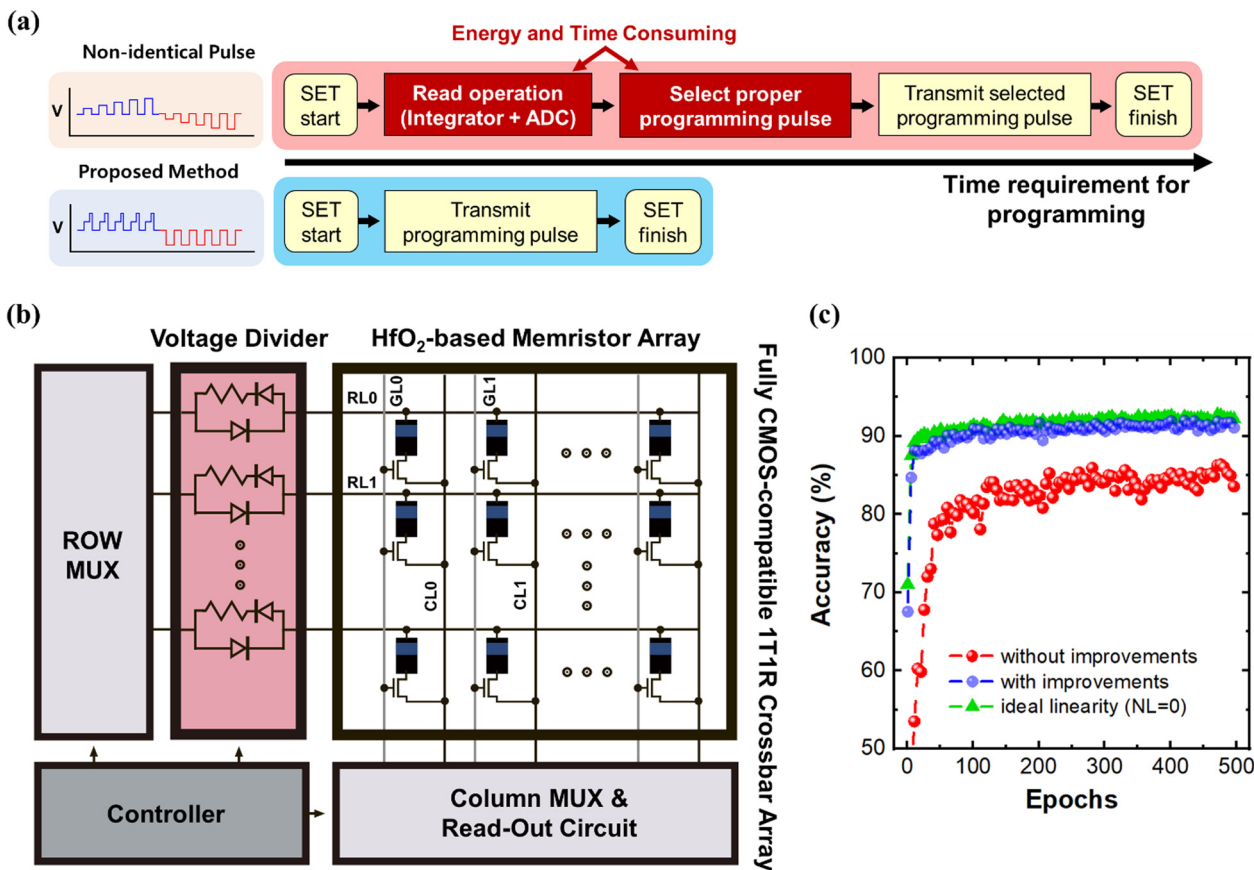 (a)
Energy and Time Consuming
Non-identical Pulse
V
SET
start
Read operation
(Integrator + ADC)
Select proper
programming pulse
Transmit selected
programming pulse
SET
finish
Proposed Method
V
SET
start
Transmit
programming pulse
SET
finish
Time requirement for
programming
(b)
Voltage Divider
HfO2-based Memristor Array
ROW
MUX
RL0
GL0
GL1
RL1
CL0
CL1
Controller
Column MUX &
Read-Out Circuit
Fully CMOS-compatible 1T1R Crossbar Array
(c)
Accuracy (%)
100
90
80
70
60
50
without improvements
with improvements
ideal linearity (NL=0)
0
100
200
300
400
500
Epochs